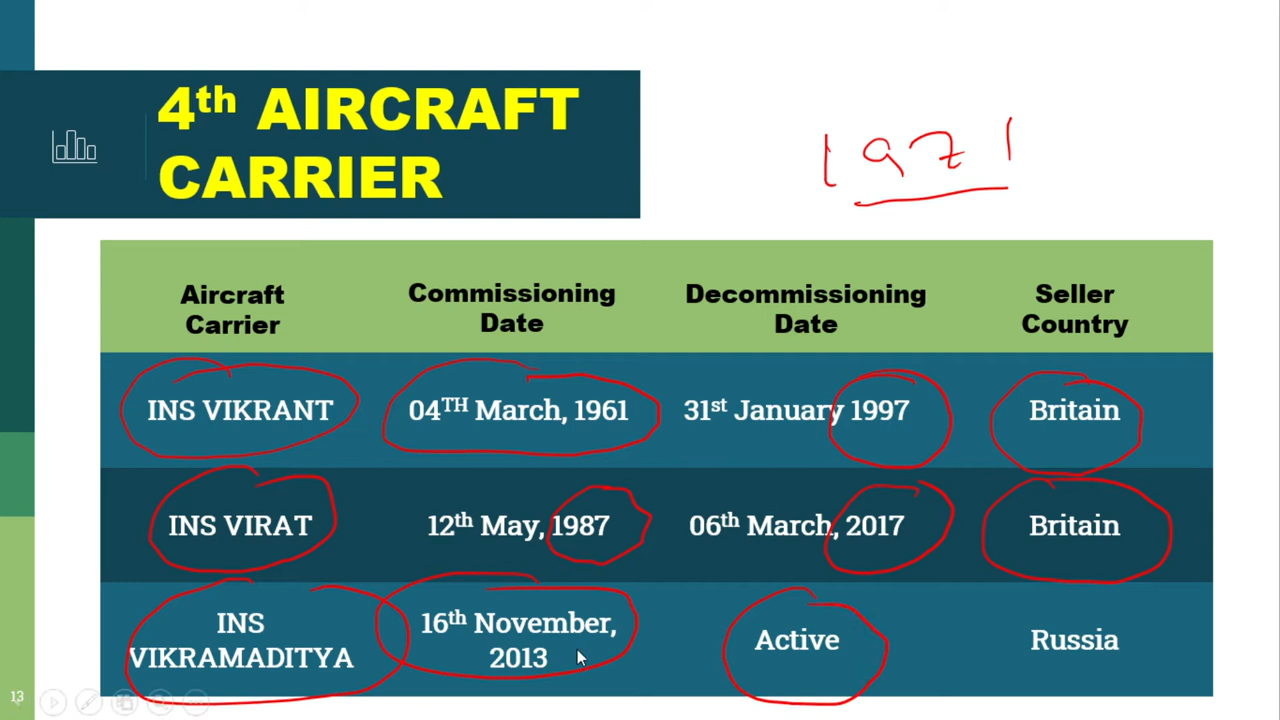 4th AIRCRAFT
CARRIER
1971
Aircraft Carrier
Commissioning Date
Decommissioning Date
Seller Country
INS VIKRANT
04TH March, 1961
31st January 1997
Britain
INS VIRAT
12th May, 1987
06th March, 2017
Britain
INS VIKRAMADITYA
16th November, 2013
Active
Russia
13